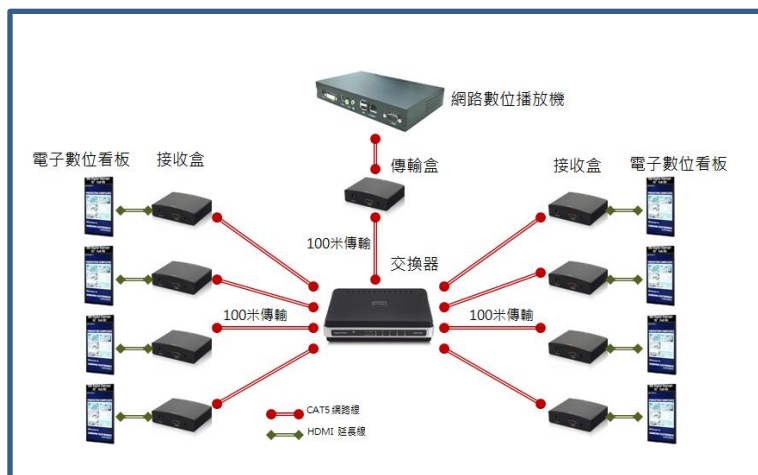 網路數位播放機
電子數位看板
接收盒
傳輸盒
接收盒
電子數位看板
100米傳輸
交換器
100米傳輸
100米傳輸
CAT5 網路線
HDMI 延長線